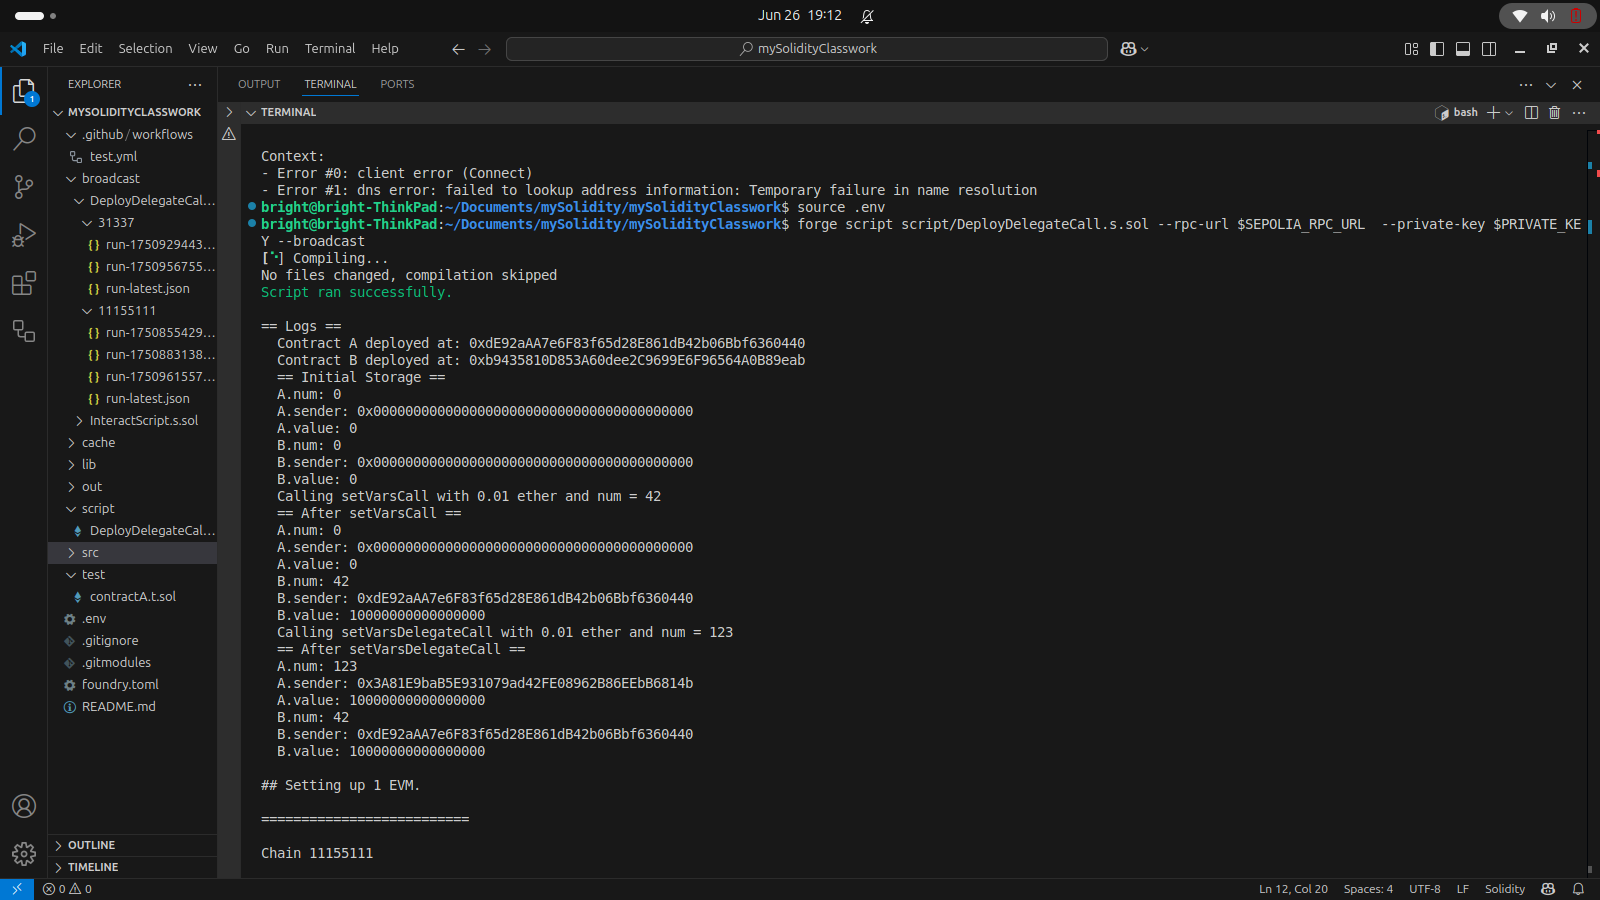 Jun 26 19:12
File Edit Selection View Go Run Terminal Help
mySolidityClasswork
EXPLORER
MYSOLIDITYCLASSWORK
.github / workflows
test.yml
broadcast
DeployDelegateCal...
31337
run-1750929443...
run-1750956755...
run-latest.json
11155111
run-1750855429...
run-1750883138...
run-1750961557...
run-latest.json
InteractScript.s.sol
cache
lib
out
script
DeployDelegateCal...
src
test
contractA.t.sol
.env
.gitignore
.gitmodules
foundry.toml
README.md
OUTLINE
TIMELINE
1
OUTPUT TERMINAL PORTS
TERMINAL
bash
Context:
- Error #0: client error (Connect)
- Error #1: dns error: failed to lookup address information: Temporary failure in name resolution
bright@bright-ThinkPad:~/Documents/mySolidity/mySolidityClasswork$ source .env
bright@bright-ThinkPad:~/Documents/mySolidity/mySolidityClasswork$ forge script script/DeployDelegateCall.s.sol --rpc-url $SEPOLIA_RPC_URL  --private-key $PRIVATE_KE
Y --broadcast
[⠊] Compiling...
No files changed, compilation skipped
Script ran successfully.
== Logs ==
Contract A deployed at: 0xdE92aAA7e6F83f65d28E861dB42b06Bbf6360440
Contract B deployed at: 0xb9435810D853A60dee2C9699E6F96564A0B89eab
== Initial Storage ==
A.num: 0
A.sender: 0x0000000000000000000000000000000000000000
A.value: 0
B.num: 0
B.sender: 0x0000000000000000000000000000000000000000
B.value: 0
Calling setVarsCall with 0.01 ether and num = 42
== After setVarsCall ==
A.num: 0
A.sender: 0x0000000000000000000000000000000000000000
A.value: 0
B.num: 42
B.sender: 0xdE92aAA7e6F83f65d28E861dB42b06Bbf6360440
B.value: 10000000000000000
Calling setVarsDelegateCall with 0.01 ether and num = 123
== After setVarsDelegateCall ==
A.num: 123
A.sender: 0x3A81E9baB5E931079ad42FE08962B86EEbB6814b
A.value: 10000000000000000
B.num: 42
B.sender: 0xdE92aAA7e6F83f65d28E861dB42b06Bbf6360440
B.value: 10000000000000000
## Setting up 1 EVM.
==========================
Chain 11155111
0 0
Ln 12, Col 20 Spaces: 4 UTF-8 LF Solidity